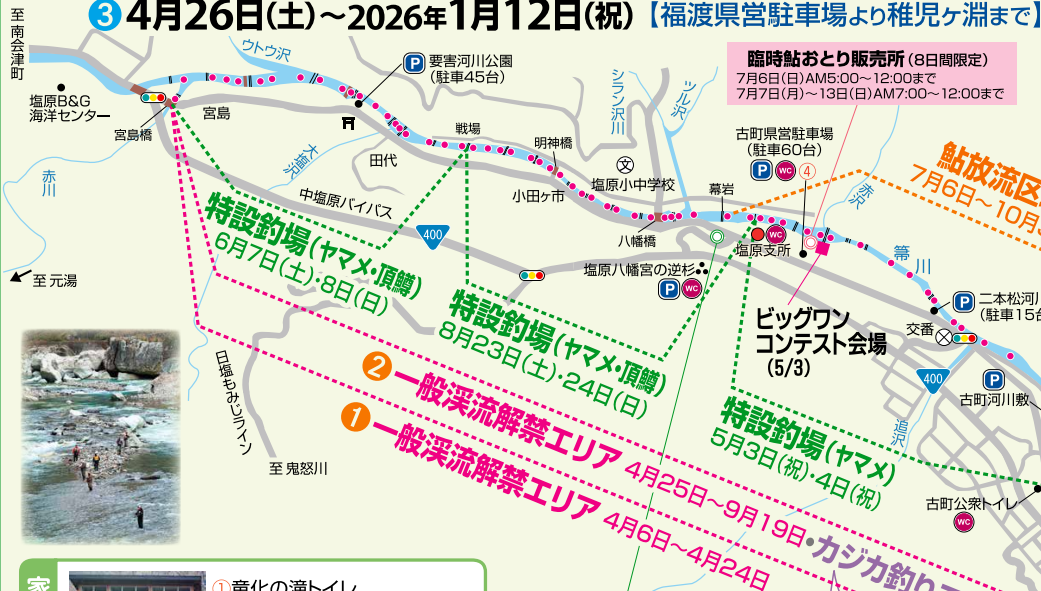 ③ 4月26日(土)～2026年1月12日(祝)【福渡県営駐車場より稚児ヶ淵まで】
至南会津町
ウトウ沢
P 要害河川公園
(駐車45台)
臨時鮎おとり販売所(8日間限定)
7月6日(日)AM5:00～12:00まで
7月7日(月)～13日(日)AM7:00～12:00まで
塩原B&G
海洋センター
宮島橋
宮島
シラン沢川
ツル沢
戦場
明神橋
文
塩原小中学校
古町県営駐車場
(駐車60台)
P WC ④
田代
小田ヶ市
幕岩
赤沢
鮎放流区
7月6日～10月
赤川
中塩原バイパス
400
八幡橋
WC
塩原支所
箒川
至 元湯
特設釣場(ヤマメ・頂鱒)
6月7日(土)・8日(日)
塩原八幡宮の逆杉
P WC
特設釣場(ヤマメ・頂鱒)
8月23日(土)・24日(日)
ビッグワン
コンテスト会場
(5/3)
P 二本松河
(駐車15台
交番
400
P
古町河川敷
日塩もみじライン
至 鬼怒川
② 一般渓流解禁エリア 4月25日～9月19日
① 一般渓流解禁エリア 4月6日～4月24日
特設釣場(ヤマメ)
5月3日(祝)・4日(祝)
追沢
古町公衆トイレ
WC
●カジカ釣り
①竜化の滝トイレ